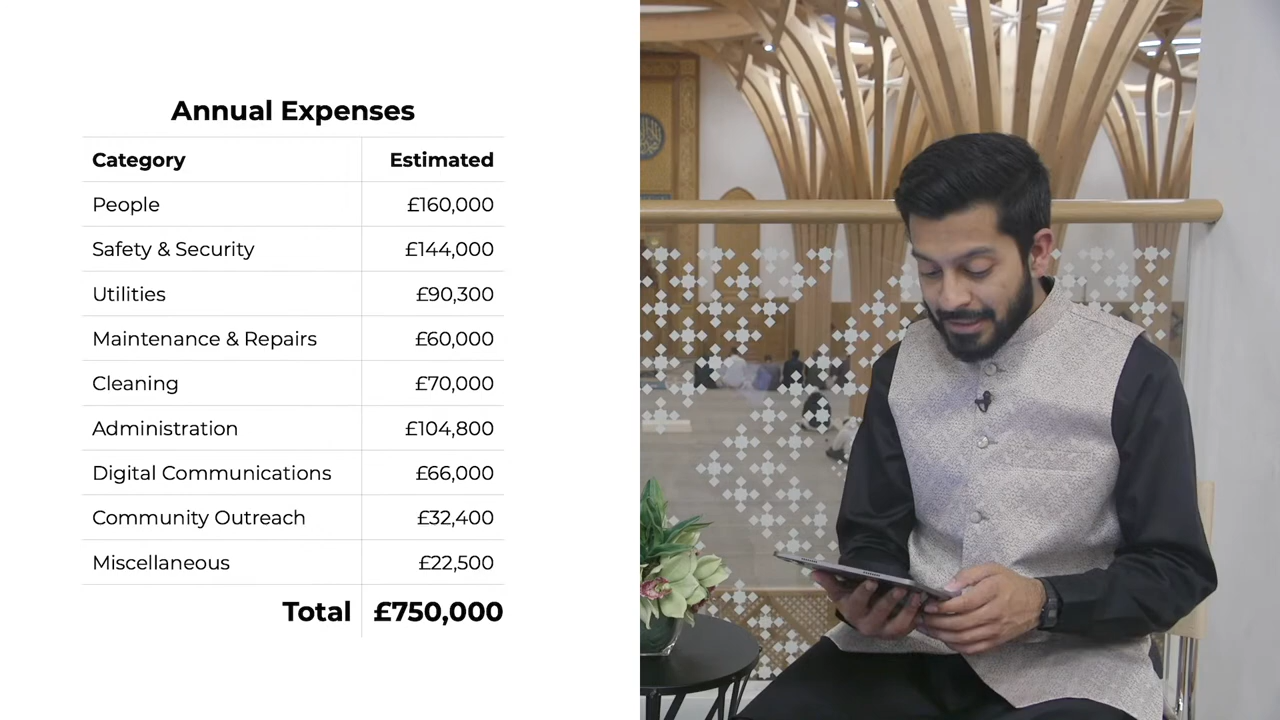 Annual Expenses
Category Estimated
People £160,000
Safety & Security £144,000
Utilities £90,300
Maintenance & Repairs £60,000
Cleaning £70,000
Administration £104,800
Digital Communications £66,000
Community Outreach £32,400
Miscellaneous £22,500
Total £750,000